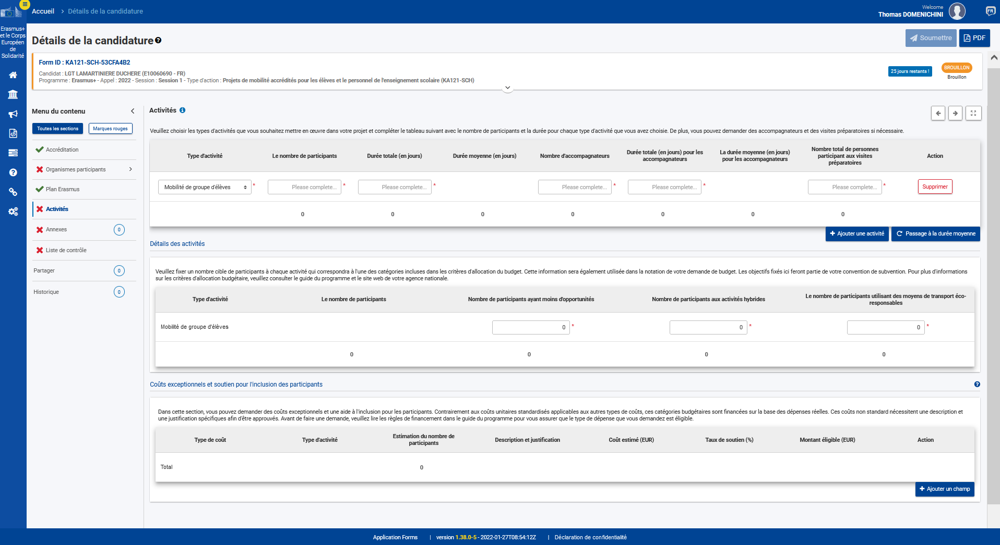 Accueil > Détails de la candidature
Welcome
Thomas DOMENICHINI
FR
Erasmus+
et le Corps
Européen
de
Solidarité
Détails de la candidature
Soumettre
PDF
Form ID : KA121-SCH-53CFA4B2
Candidat : LGT LAMARTINIERE DUCHERE (E10060690 - FR)
Programme : Erasmus+ - Appel : 2022 - Session : Session 1 - Type d'action : Projets de mobilité accrédités pour les élèves et le personnel de l'enseignement scolaire (KA121-SCH)
25 jours restants !
BROUILLON
Brouillon
Menu du contenu
Toutes les sections
Marques rouges
Accréditation
Organismes participants
Plan Erasmus
Activités
Annexes 0
Liste de contrôle
Partager 0
Historique 0
Activités
Veuillez choisir les types d'activités que vous souhaitez mettre en œuvre dans votre projet et compléter le tableau suivant avec le nombre de participants et la durée pour chaque type d'activité que vous avez choisie. De plus, vous pouvez demander des accompagnateurs et des visites préparatoires si nécessaire.
Type d'activité
Le nombre de participants
Durée totale (en jours)
Durée moyenne (en jours)
Nombre d'accompagnateurs
Durée totale (en jours) pour les
accompagnateurs
La durée moyenne (en jours)
pour les accompagnateurs
Nombre total de personnes
participant aux visites
préparatoires
Action
Mobilité de groupe d'élèves * Please complete... * Please complete... * Please complete... * Please complete... * Please complete... * Supprimer
0 0 0 0 0 0 0
Ajouter une activité
Passage à la durée moyenne
Détails des activités
Veuillez fixer un nombre cible de participants à chaque activité qui correspondra à l'une des catégories incluses dans les critères d'allocation du budget. Cette information sera également utilisée dans la notation de votre demande de budget. Les objectifs fixés ici feront partie de votre convention de subvention. Pour plus d'informations
sur les critères d'allocation budgétaire, veuillez consulter le guide du programme et le site web de votre agence nationale.
Type d'activité
Le nombre de participants
Nombre de participants ayant moins d'opportunités
Nombre de participants aux activités hybrides
Le nombre de participants utilisant des moyens de transport éco-
responsables
Mobilité de groupe d'élèves 0 * 0 * 0 *
0 0 0 0
Coûts exceptionnels et soutien pour l'inclusion des participants
Dans cette section, vous pouvez demander des coûts exceptionnels et une aide à l'inclusion pour les participants. Contrairement aux coûts unitaires standardisés applicables aux autres types de coûts, ces catégories budgétaires sont financées sur la base des dépenses réelles. Ces coûts non standard nécessitent une description et
une justification spécifiques afin d'être approuvés. Avant de faire une demande, veuillez lire les règles de financement dans le guide du programme pour vous assurer que le type de dépense que vous demandez est éligible.
Type de coût
Type d'activité
Estimation du nombre de
participants
Description et justification
Coût estimé (EUR)
Taux de soutien (%)
Montant éligible (EUR)
Action
Total 0
Ajouter un champ
Application Forms | version 1.38.0-5 - 2022-01-27T08:54:12Z | Déclaration de confidentialité